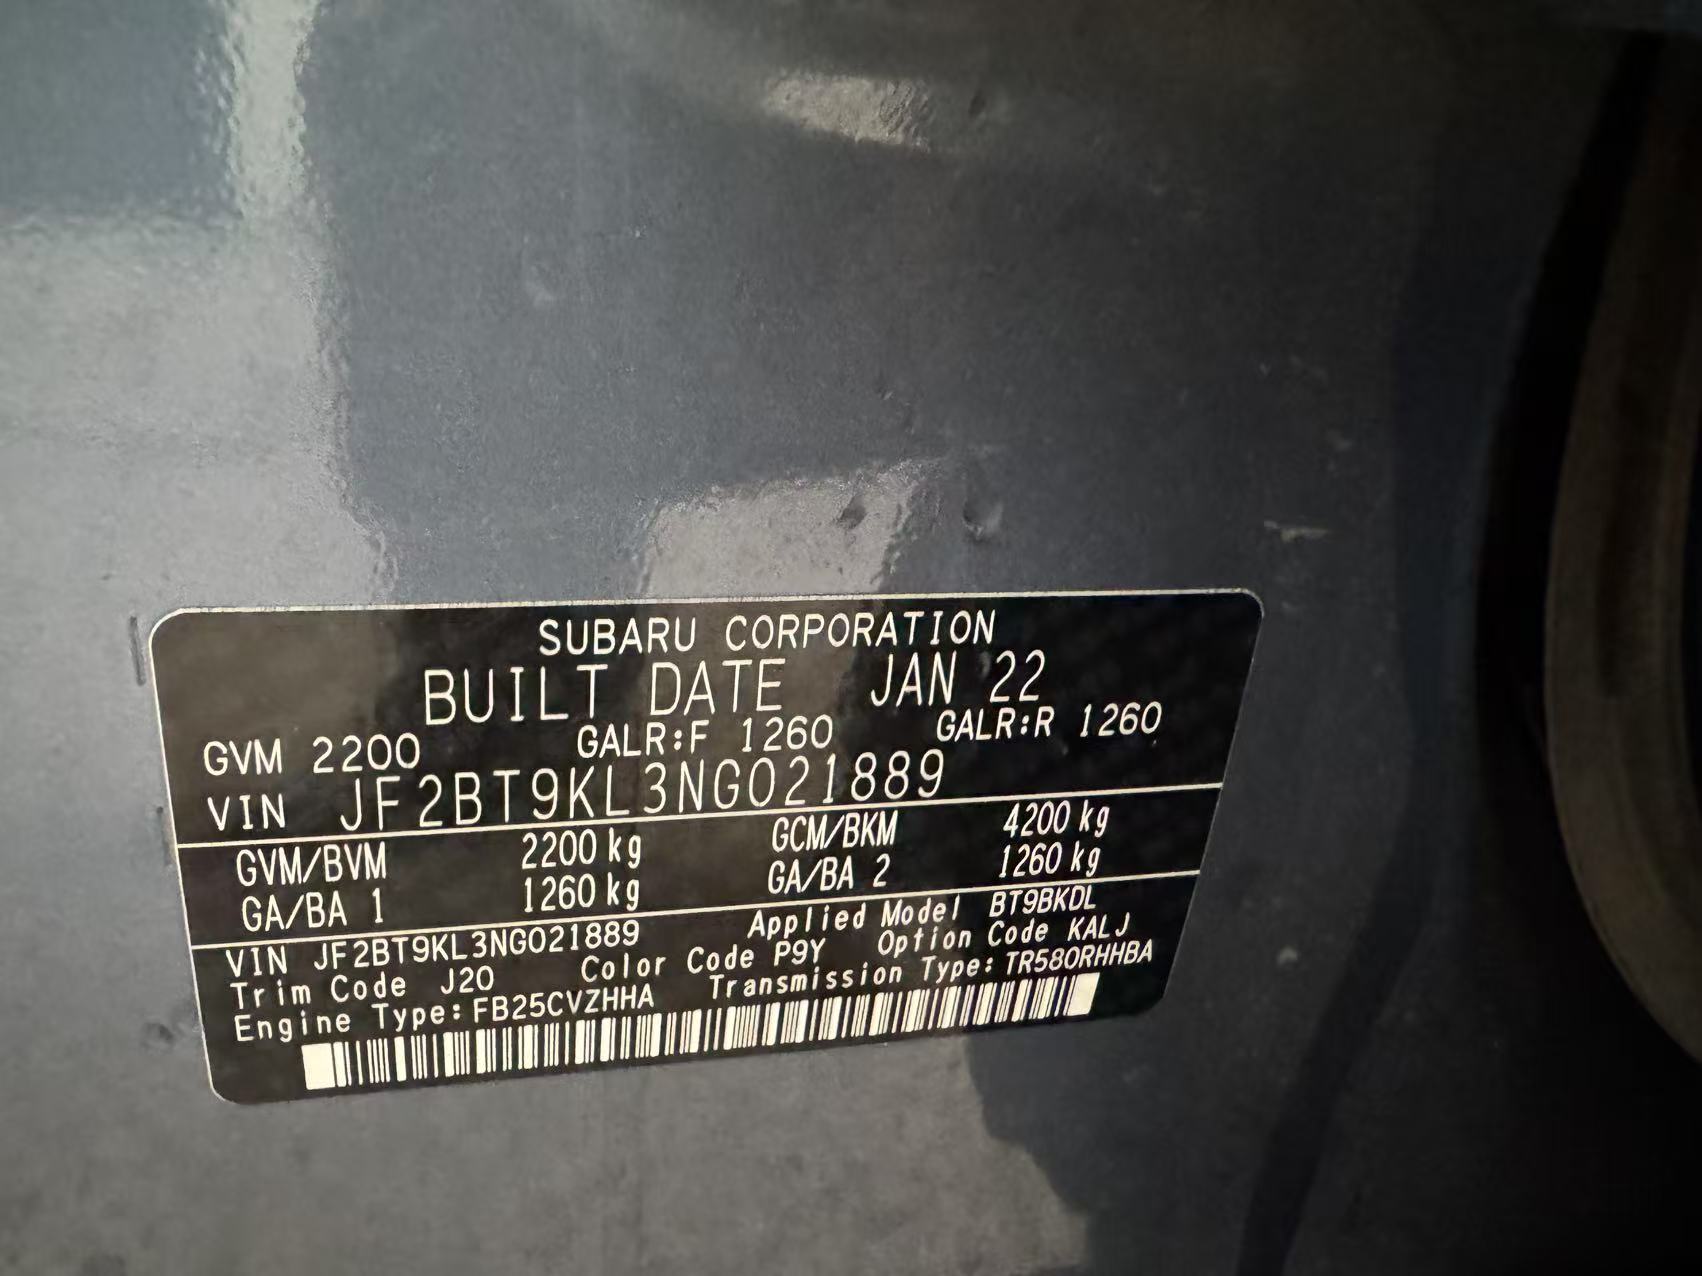 SUBARU CORPORATION
BUILT DATE JAN 22
GVM 2200 GALR:F 1260 GALR:R 1260
VIN JF2BT9KL3NG021889
GVM/BVM 2200 kg GCM/BKM 4200 kg
GA/BA 1 1260 kg GA/BA 2 1260 kg
VIN JF2BT9KL3NG021889 Applied Model BT9BKDL
Trim Code J20 Color Code P9Y Option Code KALJ
Engine Type: FB25CVZHHA Transmission Type: TR580RHHBA